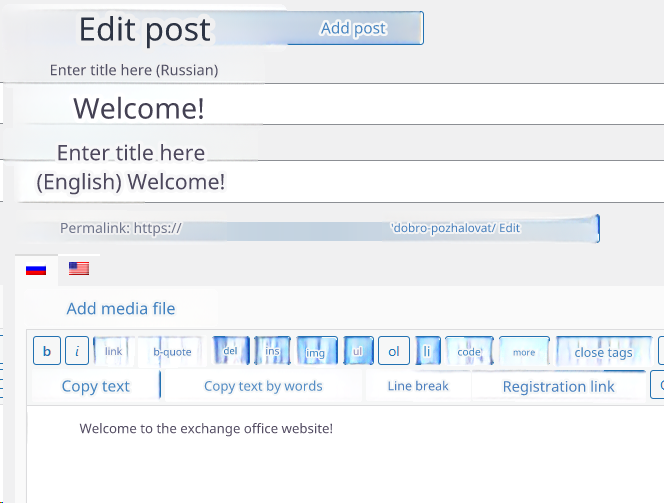 Edit post Add post
Enter title here (Russian)
Welcome!
Enter title here
(English) Welcome!
Permalink: https:// 'dobro-pozhalovat/ Edit
Add media file
b i link b-quote del ins img ul ol li code more close tags
Copy text Copy text by words Line break Registration link
Welcome to the exchange office website!